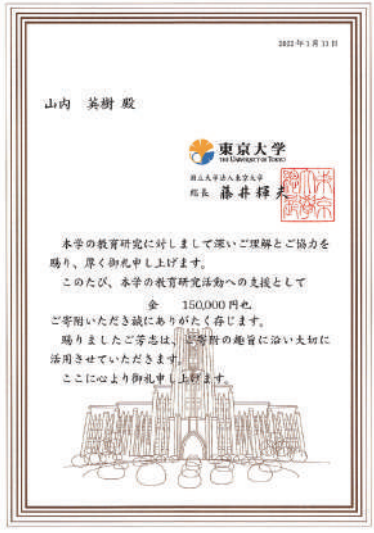 2022年1月31日
山内 英樹 殿
東京大学
THE UNIVERSITY OF TOKYO
国立大学法人東京大学
総長 藤井輝夫
本学の教育研究に対しまして深いご理解とご協力を
賜り、厚く御礼申し上げます。
このたび、本学の教育研究活動への支援として
金 150,000円也
ご寄附いただき誠にありがたく存じます。
賜りましたご芳志は、ご寄附の趣旨に沿い大切に
活用させていただきます。
ここに心より御礼申し上げます。